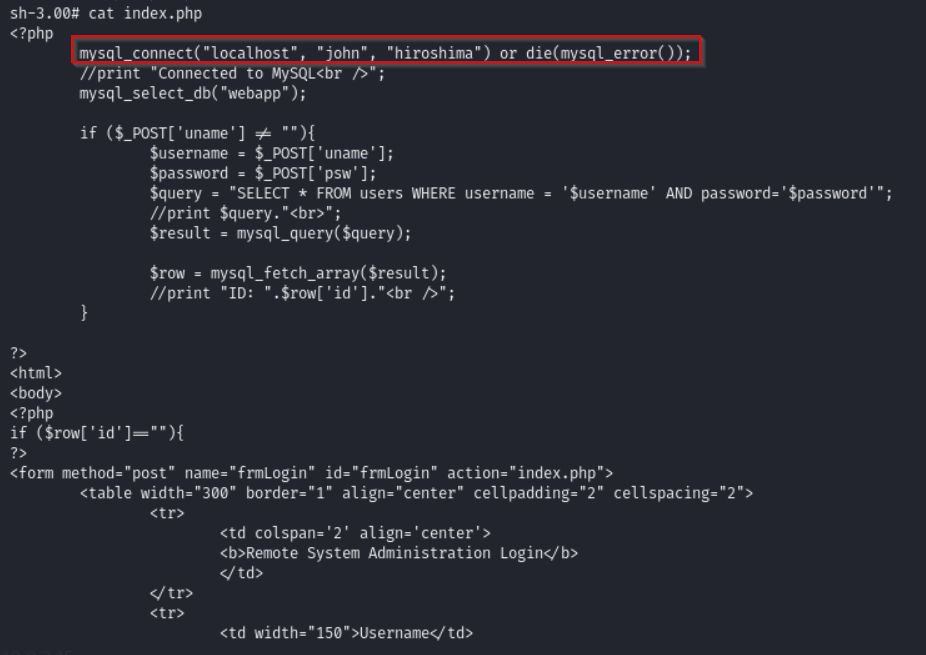 sh-3.00# cat index.php
<?php
mysql_connect("localhost", "john", "hiroshima") or die(mysql_error());
//print "Connected to MySQL<br />";
mysql_select_db("webapp");
if ($_POST['uname'] != ""){
$username = $_POST['uname'];
$password = $_POST['psw'];
$query = "SELECT * FROM users WHERE username = '$username' AND password='$password'";
//print $query."<br>";
$result = mysql_query($query);
$row = mysql_fetch_array($result);
//print "ID: ".$row['id']."<br />";
}
?>
<html>
<body>
<?php
if ($row['id']==""){
?>
<form method="post" name="frmLogin" id="frmLogin" action="index.php">
<table width="300" border="1" align="center" cellpadding="2" cellspacing="2">
<tr>
<td colspan='2' align='center'>
<b>Remote System Administration Login</b>
</td>
</tr>
<tr>
<td width="150">Username</td>